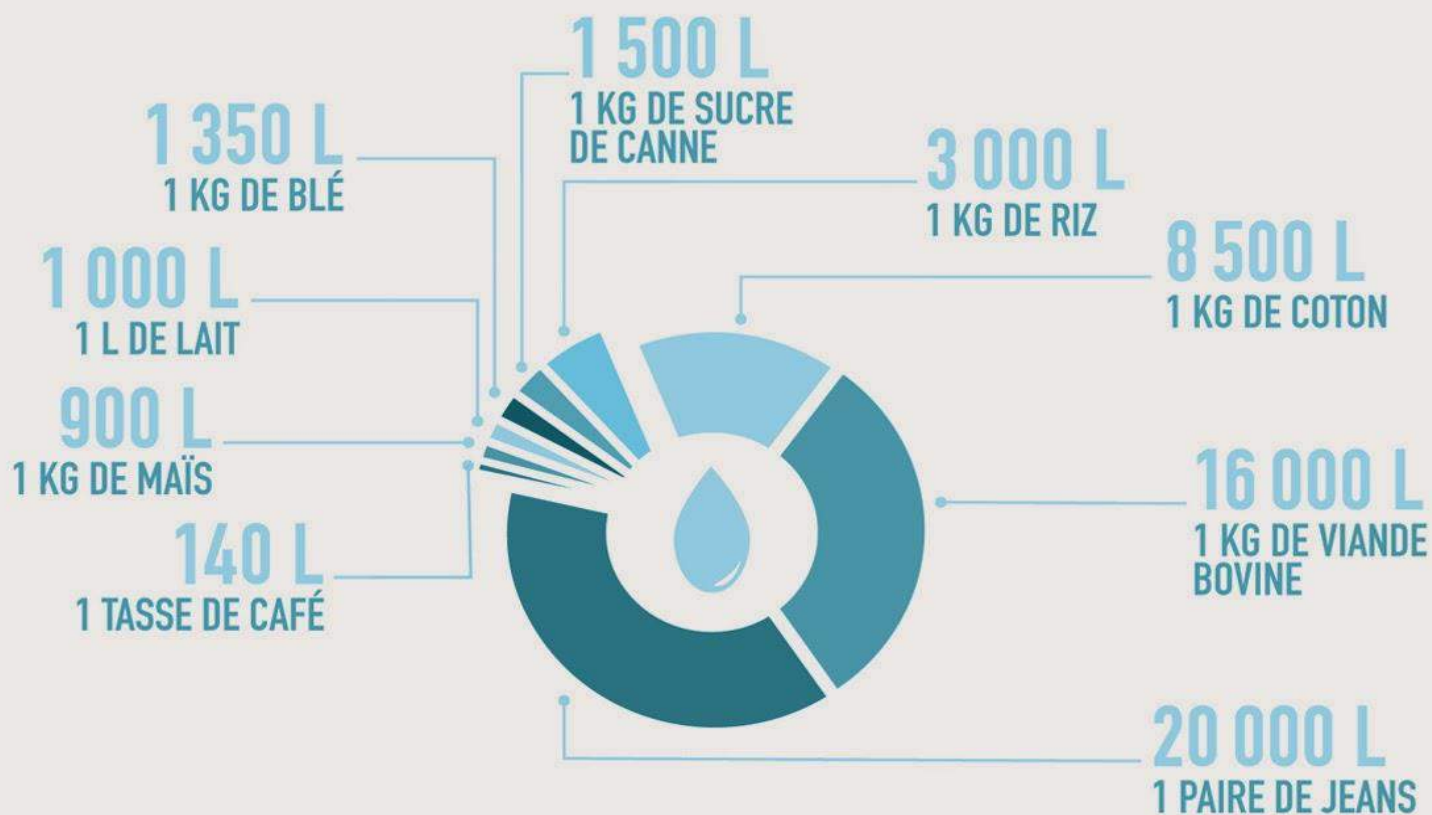 1 500 L
1 KG DE SUCRE
DE CANNE
1 350 L
1 KG DE BLÉ
3 000 L
1 KG DE RIZ
8 500 L
1 KG DE COTON
1 000 L
1 L DE LAIT
900 L
1 KG DE MAÏS
16 000 L
1 KG DE VIANDE
BOVINE
140 L
1 TASSE DE CAFÉ
20 000 L
1 PAIRE DE JEANS